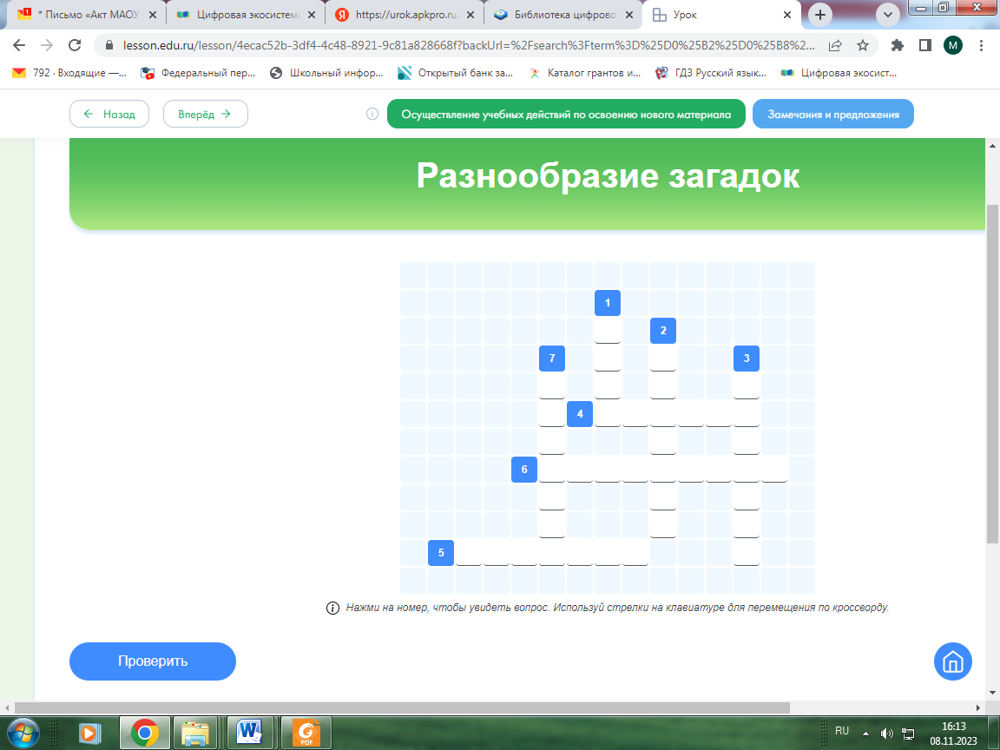 * Письмо «Акт МАОУ
Цифровая экосистема
https://urok.apkpro.ru
Библиотека цифрово
Урок
lesson.edu.ru/lesson/4ecac52b-3df4-4c48-8921-9c81a828668f?backUrl=%2Fsearch%3Fterm%3D%25D0%25B2%25D0%25B8%2...
М
792 · Входящие —...
Федеральный пер...
Школьный инфор...
Открытый банк за...
Каталог грантов и...
ГДЗ Русский язык...
Цифровая экосист...
Назад
Вперёд
Осуществление учебных действий по освоению нового материала
Замечания и предложения
Разнообразие загадок
1
2
7
3
4
6
5
Нажми на номер, чтобы увидеть вопрос. Используй стрелки на клавиатуре для перемещения по кроссворду.
Проверить
RU
16:13
08.11.2023